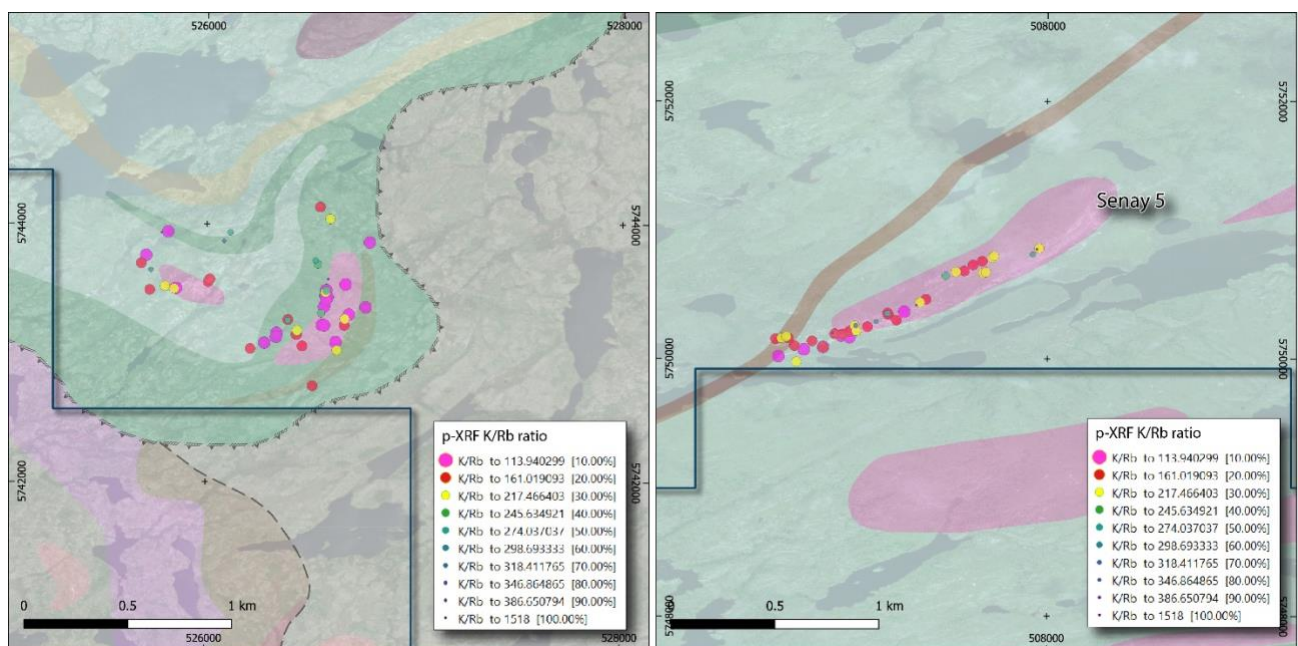 526000
528000
5744000
5744000
5742000
5742000
p-XRF K/Rb ratio
K/Rb to 113.940299 [10.00%]
K/Rb to 161.019093 [20.00%]
K/Rb to 217.466403 [30.00%]
K/Rb to 245.634921 [40.00%]
K/Rb to 274.037037 [50.00%]
K/Rb to 298.693333 [60.00%]
K/Rb to 318.411765 [70.00%]
K/Rb to 346.864865 [80.00%]
K/Rb to 386.650794 [90.00%]
K/Rb to 1518 [100.00%]
0 0.5 1 km
526000
528000
508000
5752000
5752000
Senay 5
5750000
5750000
p-XRF K/Rb ratio
K/Rb to 113.940299 [10.00%]
K/Rb to 161.019093 [20.00%]
K/Rb to 217.466403 [30.00%]
K/Rb to 245.634921 [40.00%]
K/Rb to 274.037037 [50.00%]
K/Rb to 298.693333 [60.00%]
K/Rb to 318.411765 [70.00%]
K/Rb to 346.864865 [80.00%]
K/Rb to 386.650794 [90.00%]
K/Rb to 1518 [100.00%]
0.5 1 km
5748000
5748000
508000